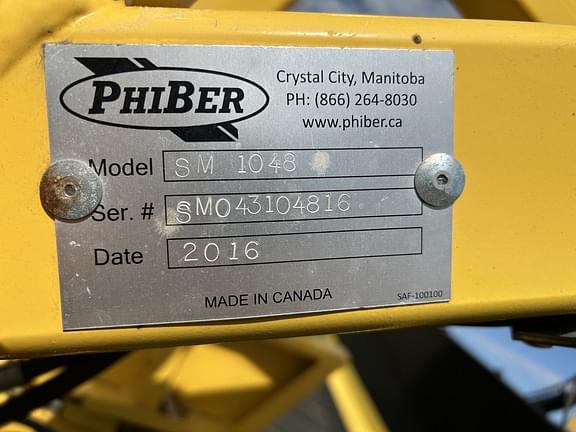 PHIBER
Crystal City, Manitoba
PH: (866) 264-8030
www.phiber.ca
Model SM 1048
Ser. # SM043104816
Date 2016
MADE IN CANADA
SAF-100100